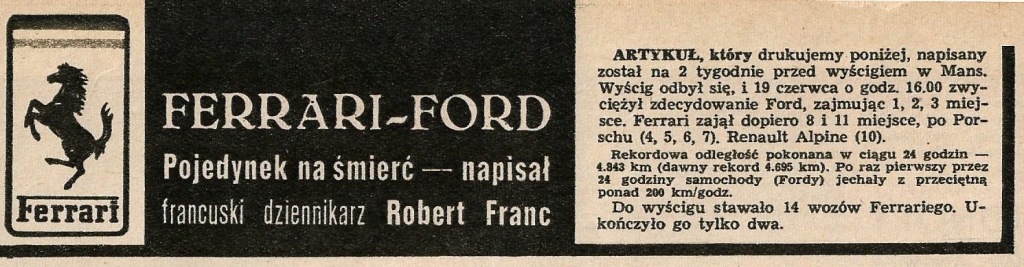 Ferrari
FERRARI-FORD
Pojedynek na śmierć — napisał
francuski dziennikarz Robert Franc
ARTYKUŁ, który drukujemy poniżej, napisany
został na 2 tygodnie przed wyścigiem w Mans.
Wyścig odbył się, i 19 czerwca o godz. 16.00 zwy-
ciężył zdecydowanie Ford, zajmując 1, 2, 3 miej-
sce. Ferrari zajął dopiero 8 i 11 miejsce, po Por-
schu (4, 5, 6, 7). Renault Alpine (10).
Rekordowa odległość pokonana w ciągu 24 godzin —
4.843 km (dawny rekord 4.695 km). Po raz pierwszy przez
24 godziny samochody (Fordy) jechały z przeciętną
ponad 200 km/godz.
Do wyścigu stawało 14 wozów Ferrariego. U-
kończyło go tylko dwa.